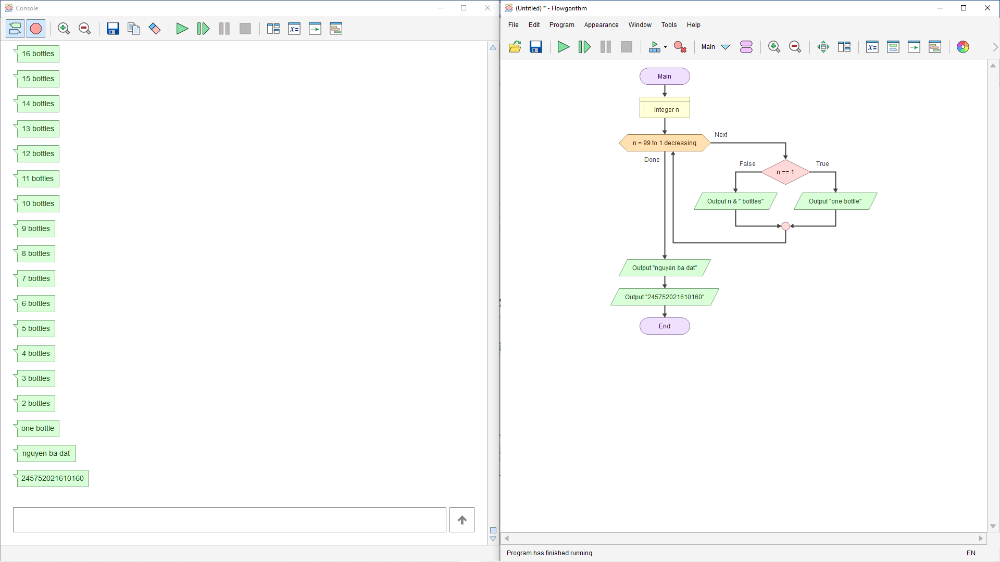 Console
16 bottles
15 bottles
14 bottles
13 bottles
12 bottles
11 bottles
10 bottles
9 bottles
8 bottles
7 bottles
6 bottles
5 bottles
4 bottles
3 bottles
2 bottles
one bottle
nguyen ba dat
245752021610160
(Untitled) * - Flowgorithm
File Edit Program Appearance Window Tools Help
x= Main x=
Main
Integer n
n = 99 to 1 decreasing
Next
Done
False
True
n == 1
Output n & " bottles"
Output "one bottle"
Output "nguyen ba dat"
Output "245752021610160"
End
Program has finished running.
EN